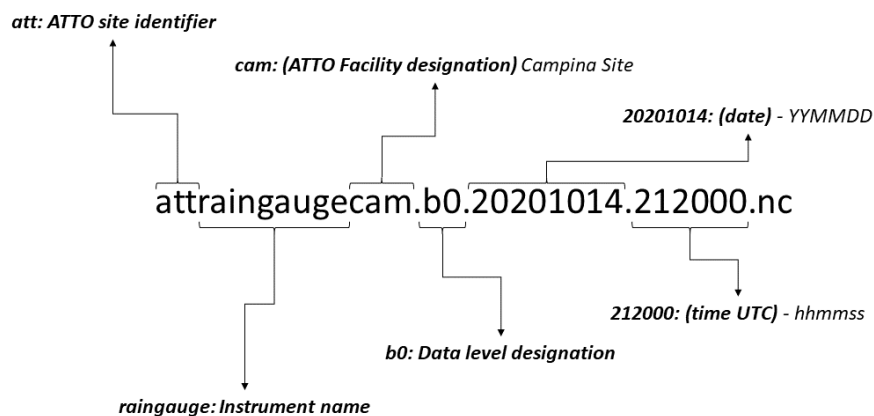 att: ATTO site identifier
cam: (ATTO Facility designation) Campina Site
20201014: (date) - YYMMDD
attraingaugecam.b0.20201014.212000.nc
212000: (time UTC) - hhmmss
b0: Data level designation
raingauge: Instrument name